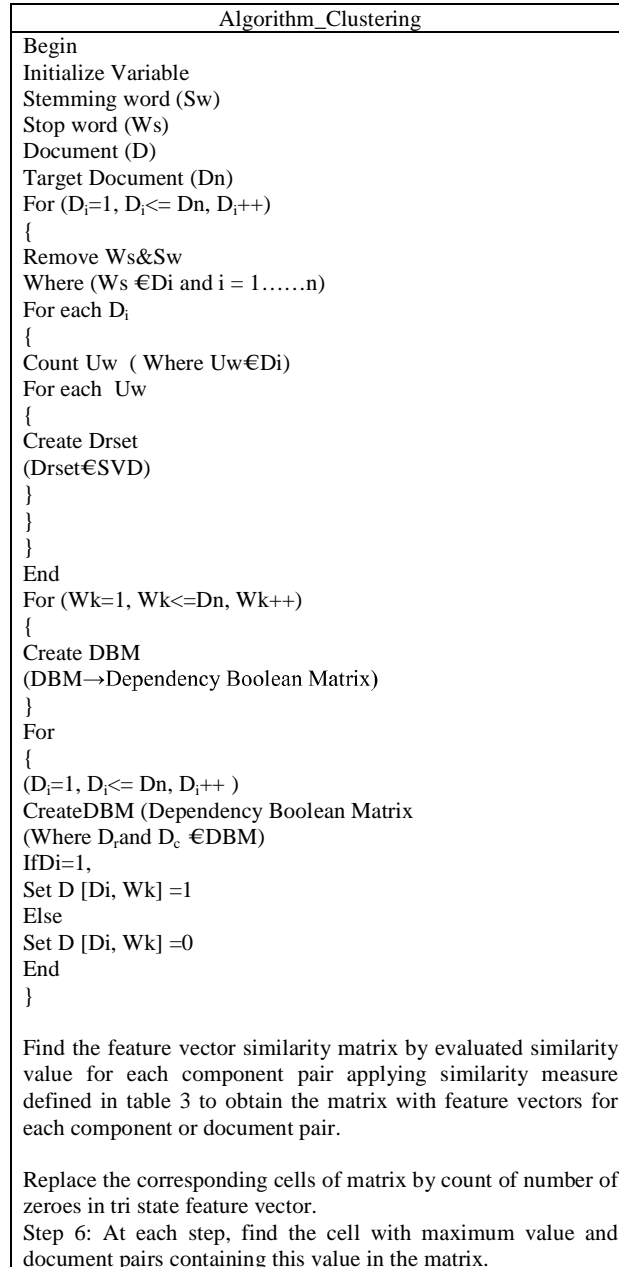 Algorithm_Clustering
Begin
Initialize Variable
Stemming word (Sw)
Stop word (Ws)
Document (D)
Target Document (Dn)
For (Di=1, Di<= Dn, Di++)
{
Remove Ws&Sw
Where (Ws €Di and i = 1……n)
For each Di
{
Count Uw ( Where Uw€Di)
For each Uw
{
Create Drset
(Drset€SVD)
}
}
}
End
For (Wk=1, Wk<=Dn, Wk++)
{
Create DBM
(DBM→Dependency Boolean Matrix)
}
For
{
(Di=1, Di<= Dn, Di++ )
CreateDBM (Dependency Boolean Matrix
(Where Drand Dc €DBM)
IfDi=1,
Set D [Di, Wk] =1
Else
Set D [Di, Wk] =0
End
}
Find the feature vector similarity matrix by evaluated similarity
value for each component pair applying similarity measure
defined in table 3 to obtain the matrix with feature vectors for
each component or document pair.
Replace the corresponding cells of matrix by count of number of
zeroes in tri state feature vector.
Step 6: At each step, find the cell with maximum value and
document pairs containing this value in the matrix.